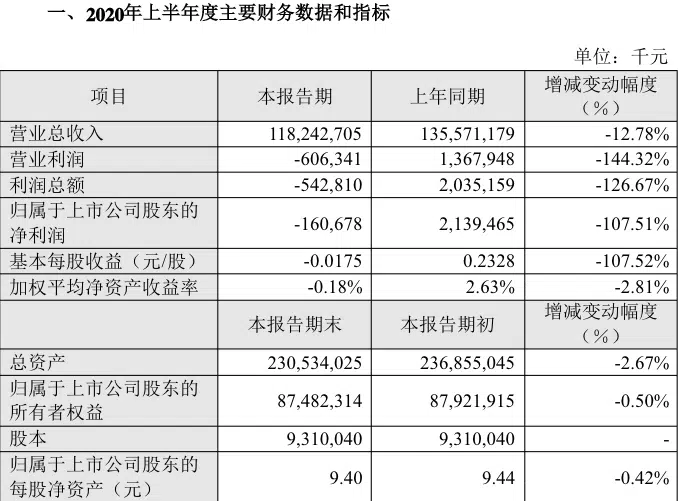 一、2020年上半年度主要财务数据和指标
单位：千元
项目 本报告期 上年同期 增减变动幅度
（%）
营业总收入 118,242,705 135,571,179 -12.78%
营业利润 -606,341 1,367,948 -144.32%
利润总额 -542,810 2,035,159 -126.67%
归属于上市公司股东的
净利润 -160,678 2,139,465 -107.51%
基本每股收益（元/股） -0.0175 0.2328 -107.52%
加权平均净资产收益率 -0.18% 2.63% -2.81%
本报告期末 本报告期初 增减变动幅度
（%）
总资产 230,534,025 236,855,045 -2.67%
归属于上市公司股东的
所有者权益 87,482,314 87,921,915 -0.50%
股本 9,310,040 9,310,040 -
归属于上市公司股东的
每股净资产（元） 9.40 9.44 -0.42%